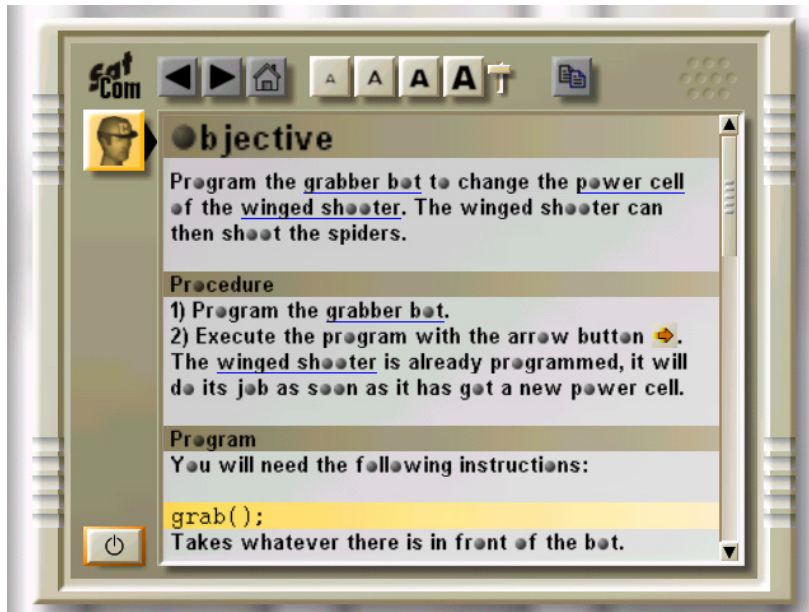 sat
Com
A A A A
Objective
Program the grabber bot to change the power cell
of the winged shooter. The winged shooter can
then shoot the spiders.
Procedure
1) Program the grabber bot.
2) Execute the program with the arrow button ➩.
The winged shooter is already programmed, it will
do its job as soon as it has got a new power cell.
Program
You will need the following instructions:
grab();
Takes whatever there is in front of the bot.